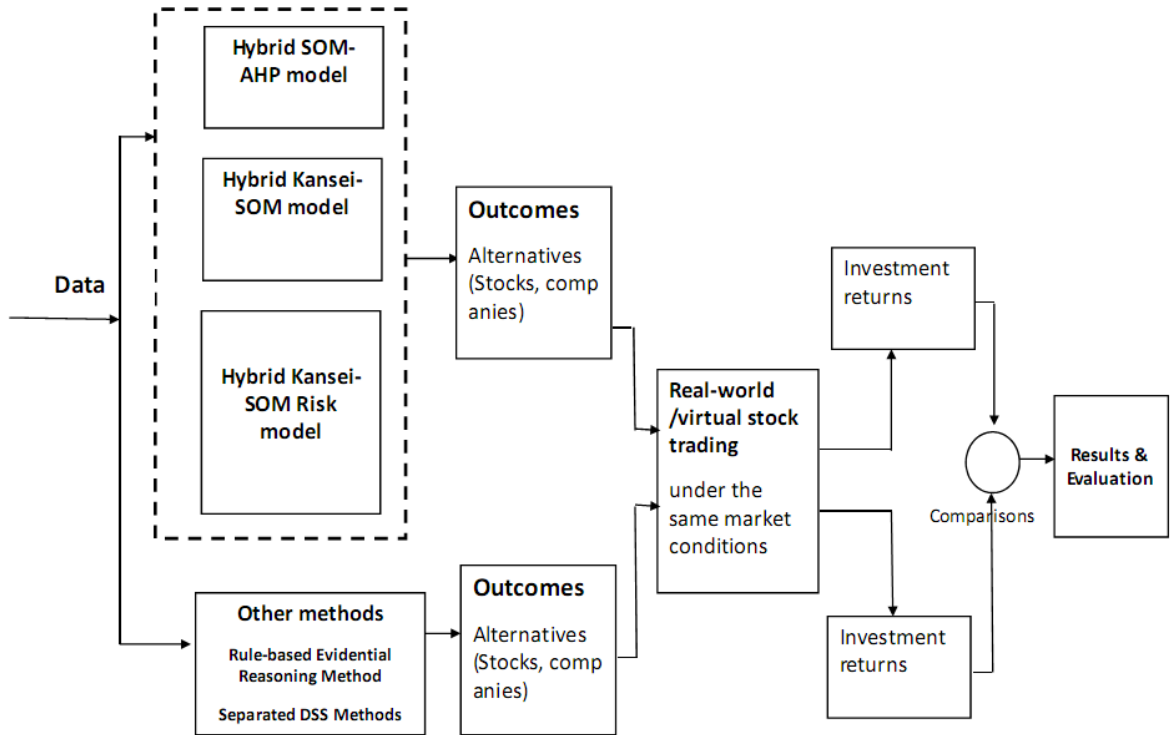 Hybrid SOM-
AHP model
Hybrid Kansei-
SOM model
Hybrid Kansei-
SOM Risk
model
Data
Outcomes
Alternatives
(Stocks, comp
anies)
Other methods
Rule-based Evidential
Reasoning Method
Separated DSS Methods
Outcomes
Alternatives
(Stocks, comp
anies)
Real-world
/virtual stock
trading
under the
same market
conditions
Investment
returns
Investment
returns
Comparisons
Results &
Evaluation